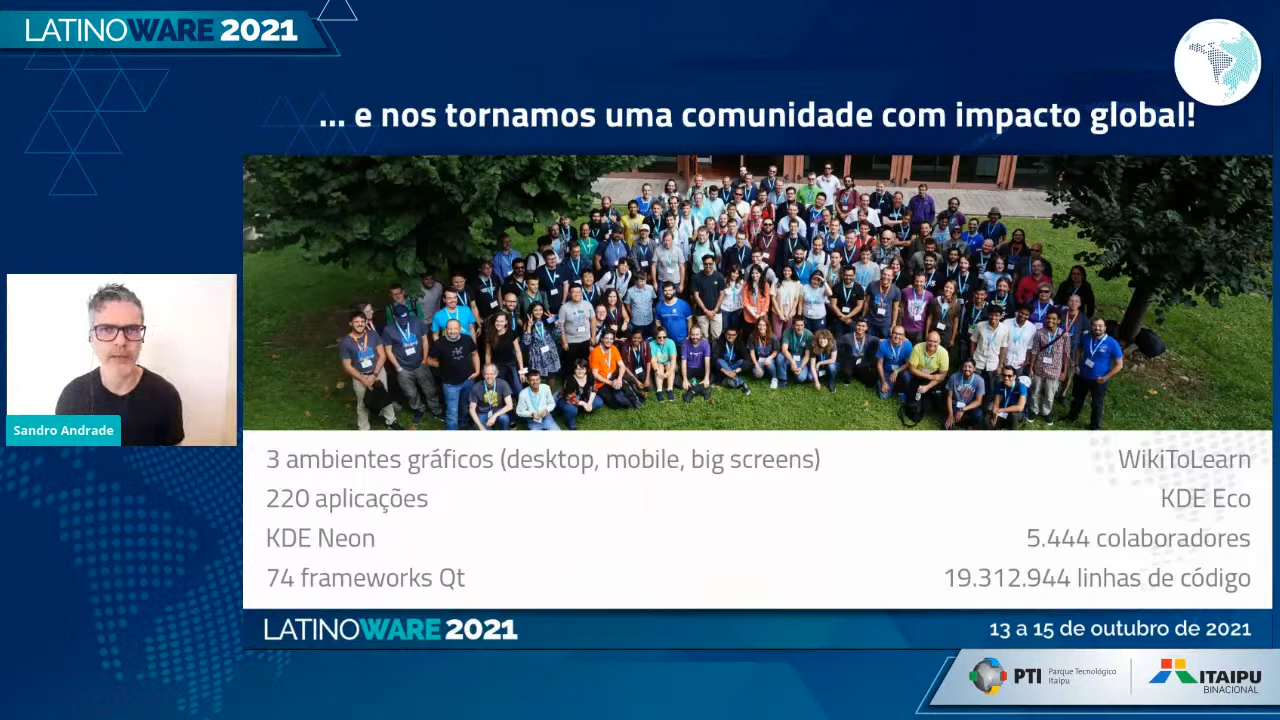 LATINOWARE 2021
... e nos tornamos uma comunidade com impacto global!
Sandro Andrade
3 ambientes gráficos (desktop, mobile, big screens)
WikiToLearn
220 aplicações
KDE Eco
KDE Neon
5.444 colaboradores
74 frameworks Qt
19.312.944 linhas de código
LATINOWARE 2021
13 a 15 de outubro de 2021
PTI
Parque Tecnológico
Itaipu
ITAIPU
BINACIONAL